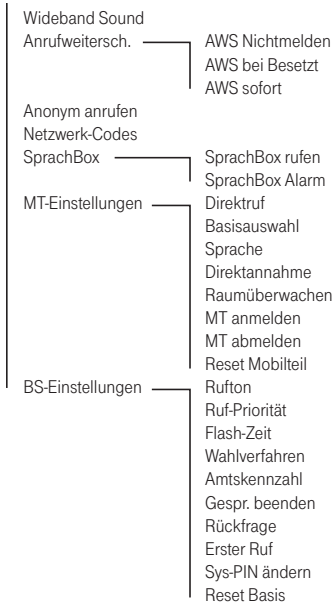 Wideband Sound
Anrufweitersch. AWS Nichtmelden
AWS bei Besetzt
AWS sofort
Anonym anrufen
Netzwerk-Codes
SprachBox SprachBox rufen
SprachBox Alarm
MT-Einstellungen Direktruf
Basisauswahl
Sprache
Direktannahme
Raumüberwachen
MT anmelden
MT abmelden
Reset Mobilteil
BS-Einstellungen Rufton
Ruf-Priorität
Flash-Zeit
Wahlverfahren
Amtskennzahl
Gespr. beenden
Rückfrage
Erster Ruf
Sys-PIN ändern
Reset Basis